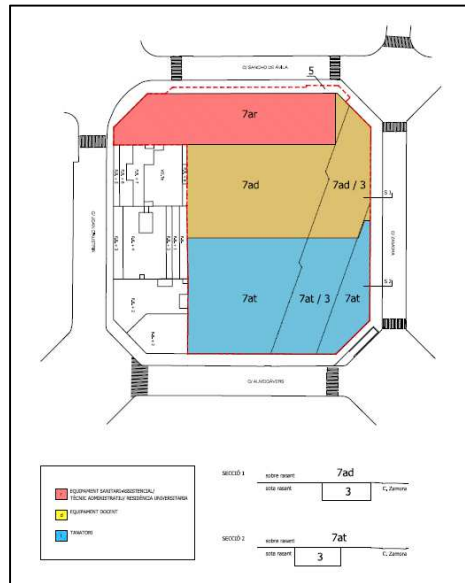 C/ SANCHO DE ÁVILA
5
7ar
7ad
7ad / 3
S 1
C/ ZAMORA
7at
7at / 3
7at
S 2
C/ ALMOGÀVERS
EQUIPAMENT SANITARI-ASSISTENCIAL/
TÈCNIC ADMINISTRATIU/ RESIDÈNCIA UNIVERSITÀRIA
EQUIPAMENT DOCENT
TANATORI
SECCIÓ 1
sobre rasant
7ad
sota rasant
3
C. Zamora
SECCIÓ 2
sobre rasant
7at
sota rasant
3
C. Zamora